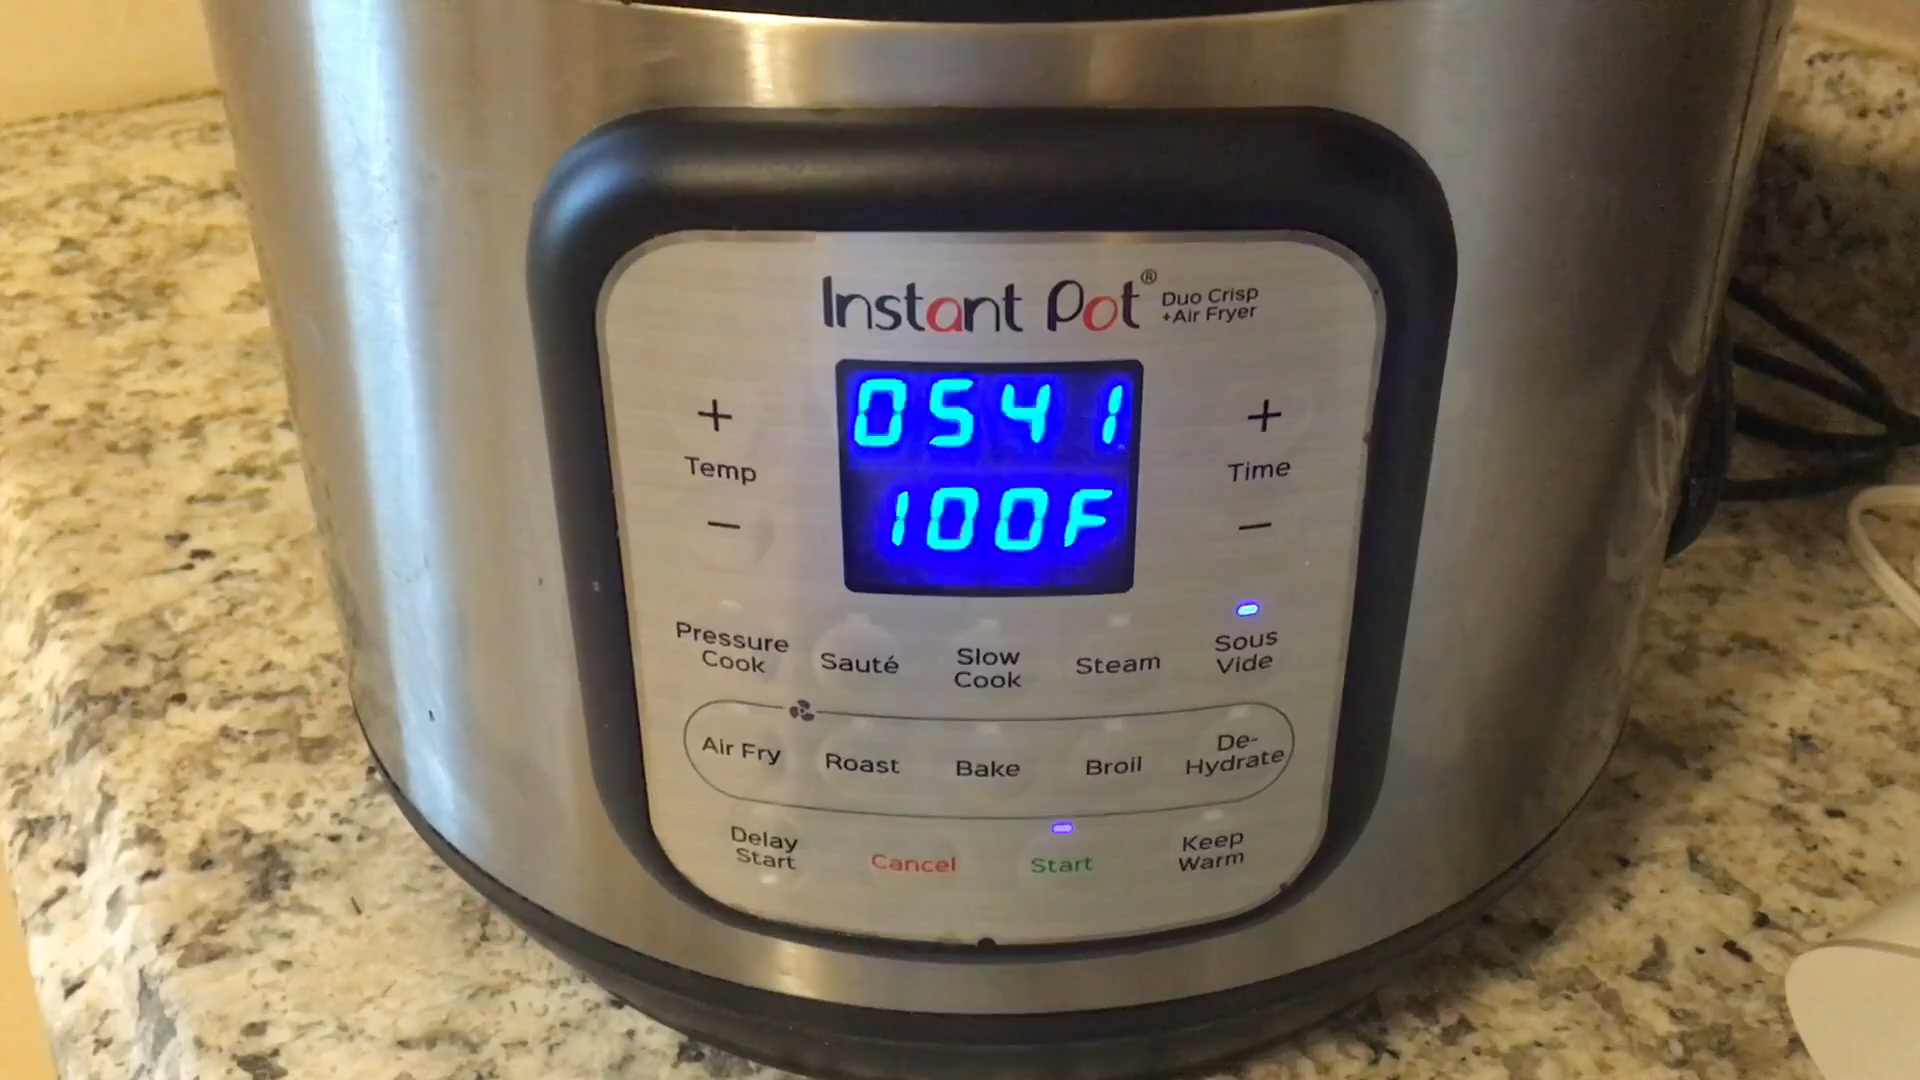 Instant Pot® Duo Crisp
+Air Fryer
0541
100F
+
Temp
−
+
Time
−
Pressure
Cook
Sauté
Slow
Cook
Steam
Sous
Vide
Air Fry
Roast
Bake
Broil
De-
Hydrate
Delay
Start
Cancel
Start
Keep
Warm